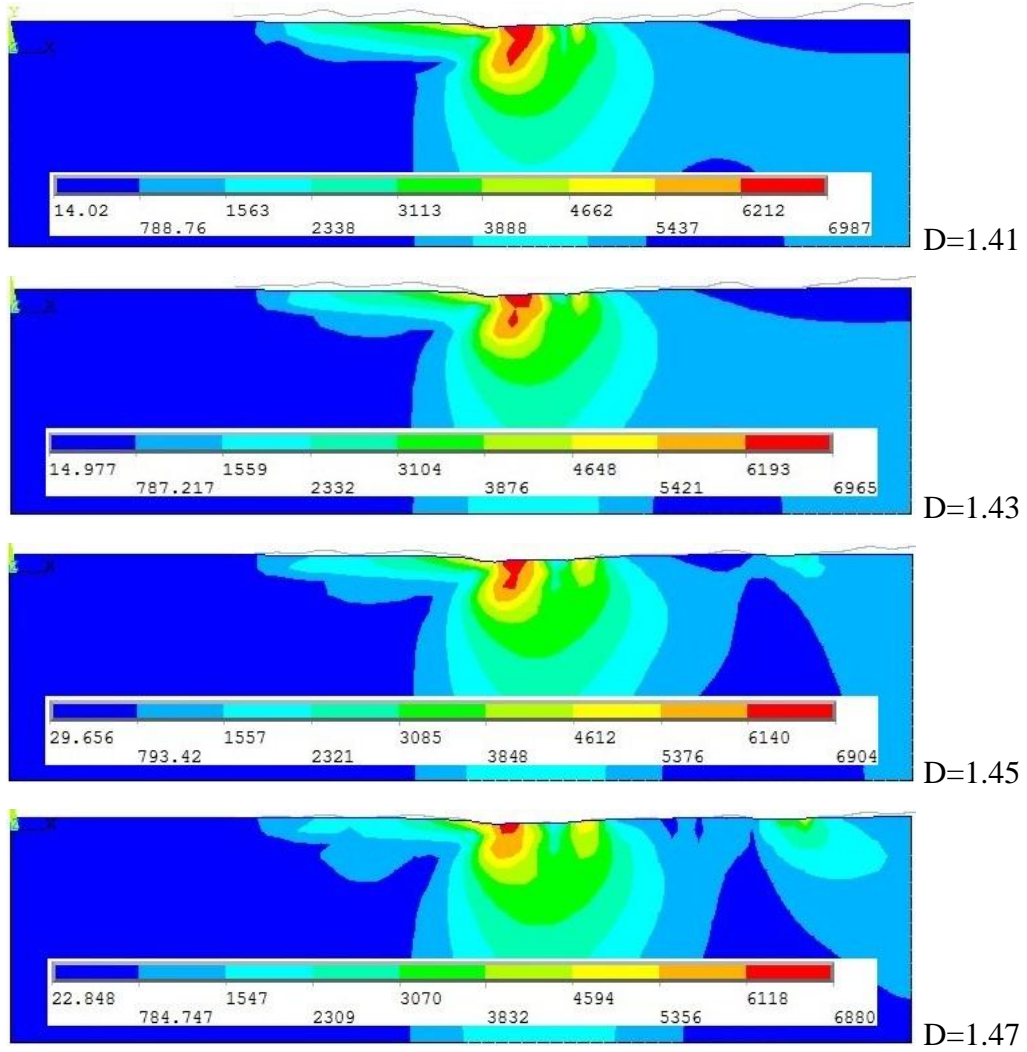 Y
X
14.02 1563 3113 4662 6212
788.76 2338 3888 5437 6987
D=1.41
X
14.977 1559 3104 4648 6193
787.217 2332 3876 5421 6965
D=1.43
X
29.656 1557 3085 4612 6140
793.42 2321 3848 5376 6904
D=1.45
X
22.848 1547 3070 4594 6118
784.747 2309 3832 5356 6880
D=1.47